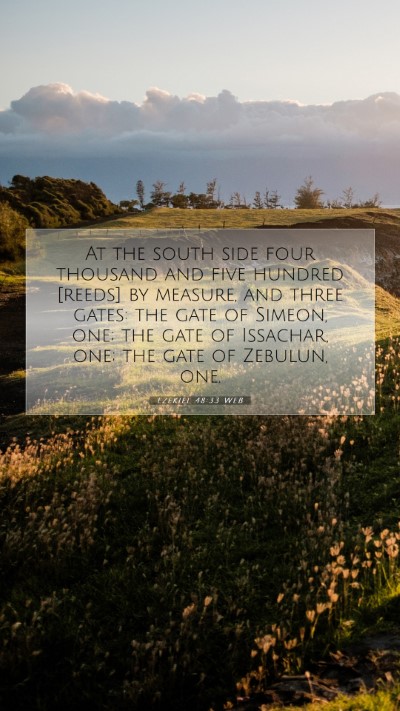 At the south side four
thousand and five hundred
[reeds] by measure, and three
gates: the gate of Simeon,
one; the gate of Issachar,
one; the gate of Zebulun,
one.
EZEKIEL 48:33 WEB